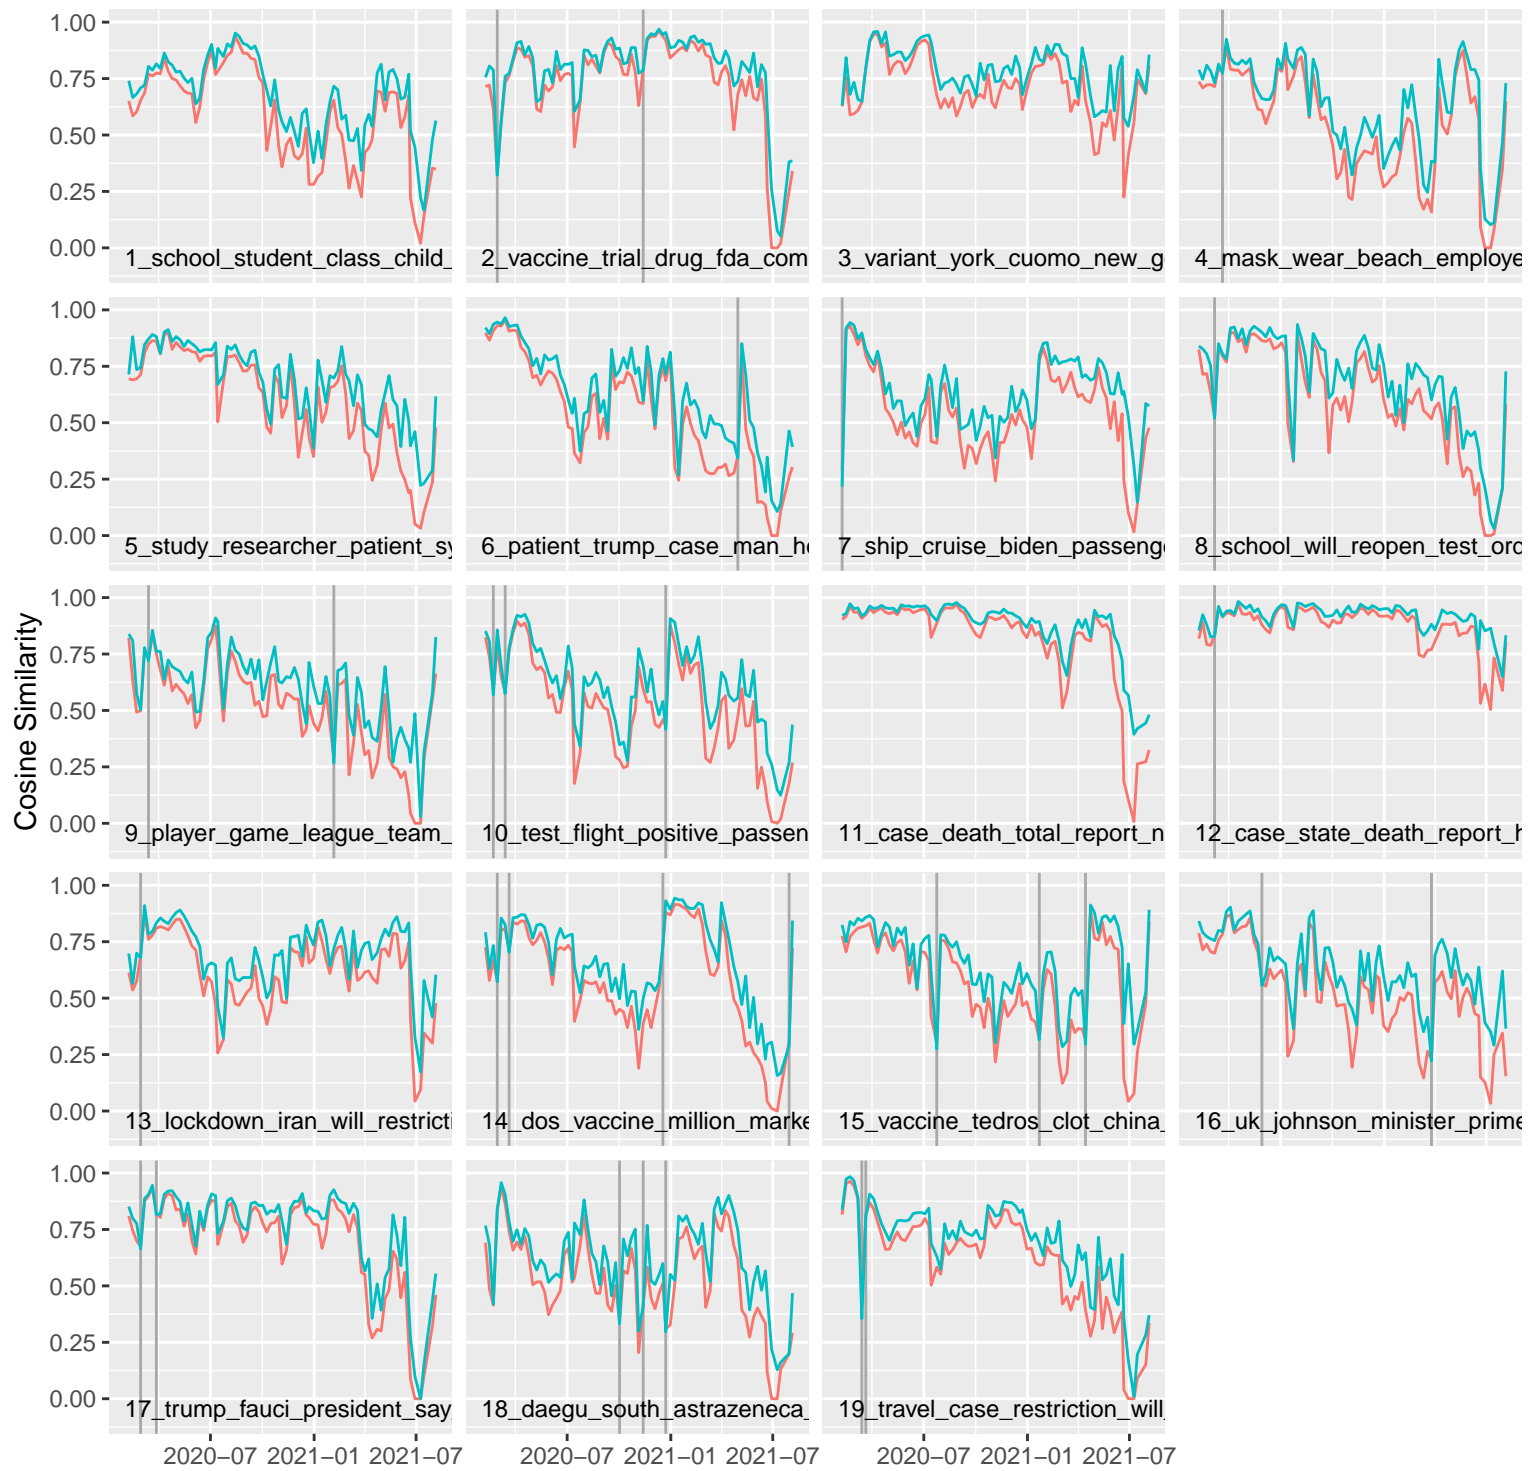 1.00
0.75
0.50
0.25
0.00
1_school_student_class_child_
2_vaccine_trial_drug_fda_com
3_variant_york_cuomo_new_g
4_mask_wear_beach_employe
1.00
0.75
0.50
0.25
0.00
5_study_researcher_patient_sy
6_patient_trump_case_man_ho
7_ship_cruise_biden_passenge
8_school_will_reopen_test_ord
Cosine Similarity
1.00
0.75
0.50
0.25
0.00
9_player_game_league_team_
10_test_flight_positive_passen
11_case_death_total_report_n
12_case_state_death_report_h
1.00
0.75
0.50
0.25
0.00
13_lockdown_iran_will_restricti
14_dos_vaccine_million_marke
15_vaccine_tedros_clot_china_
16_uk_johnson_minister_prime
1.00
0.75
0.50
0.25
0.00
17_trump_fauci_president_say_
18_daegu_south_astrazeneca_
19_travel_case_restriction_will_
2020−07 2021−01 2021−07
2020−07 2021−01 2021−07
2020−07 2021−01 2021−07